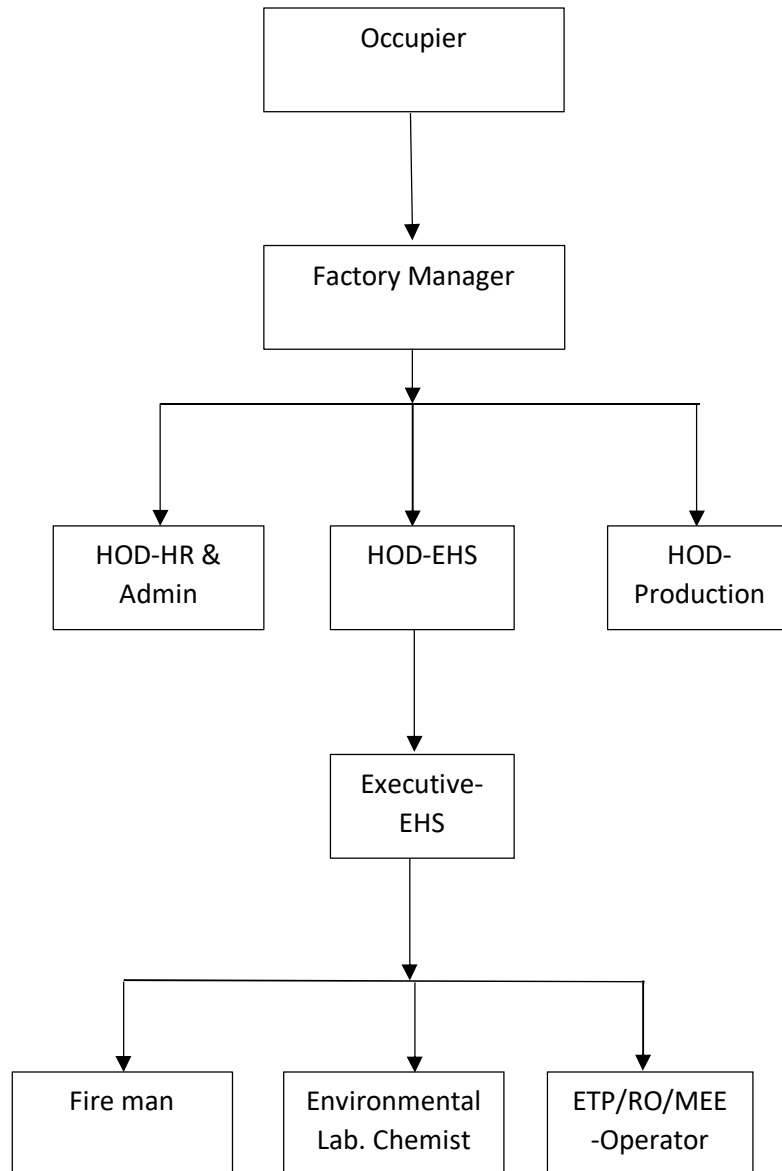 Occupier
Factory Manager
HOD-HR &
Admin
HOD-EHS
HOD-
Production
Executive-
EHS
Fire man
Environmental
Lab. Chemist
ETP/RO/MEE
-Operator